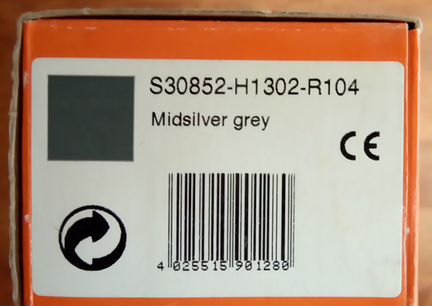 S30852-H1302-R104
Midsilver grey
CE
4 025515 901280